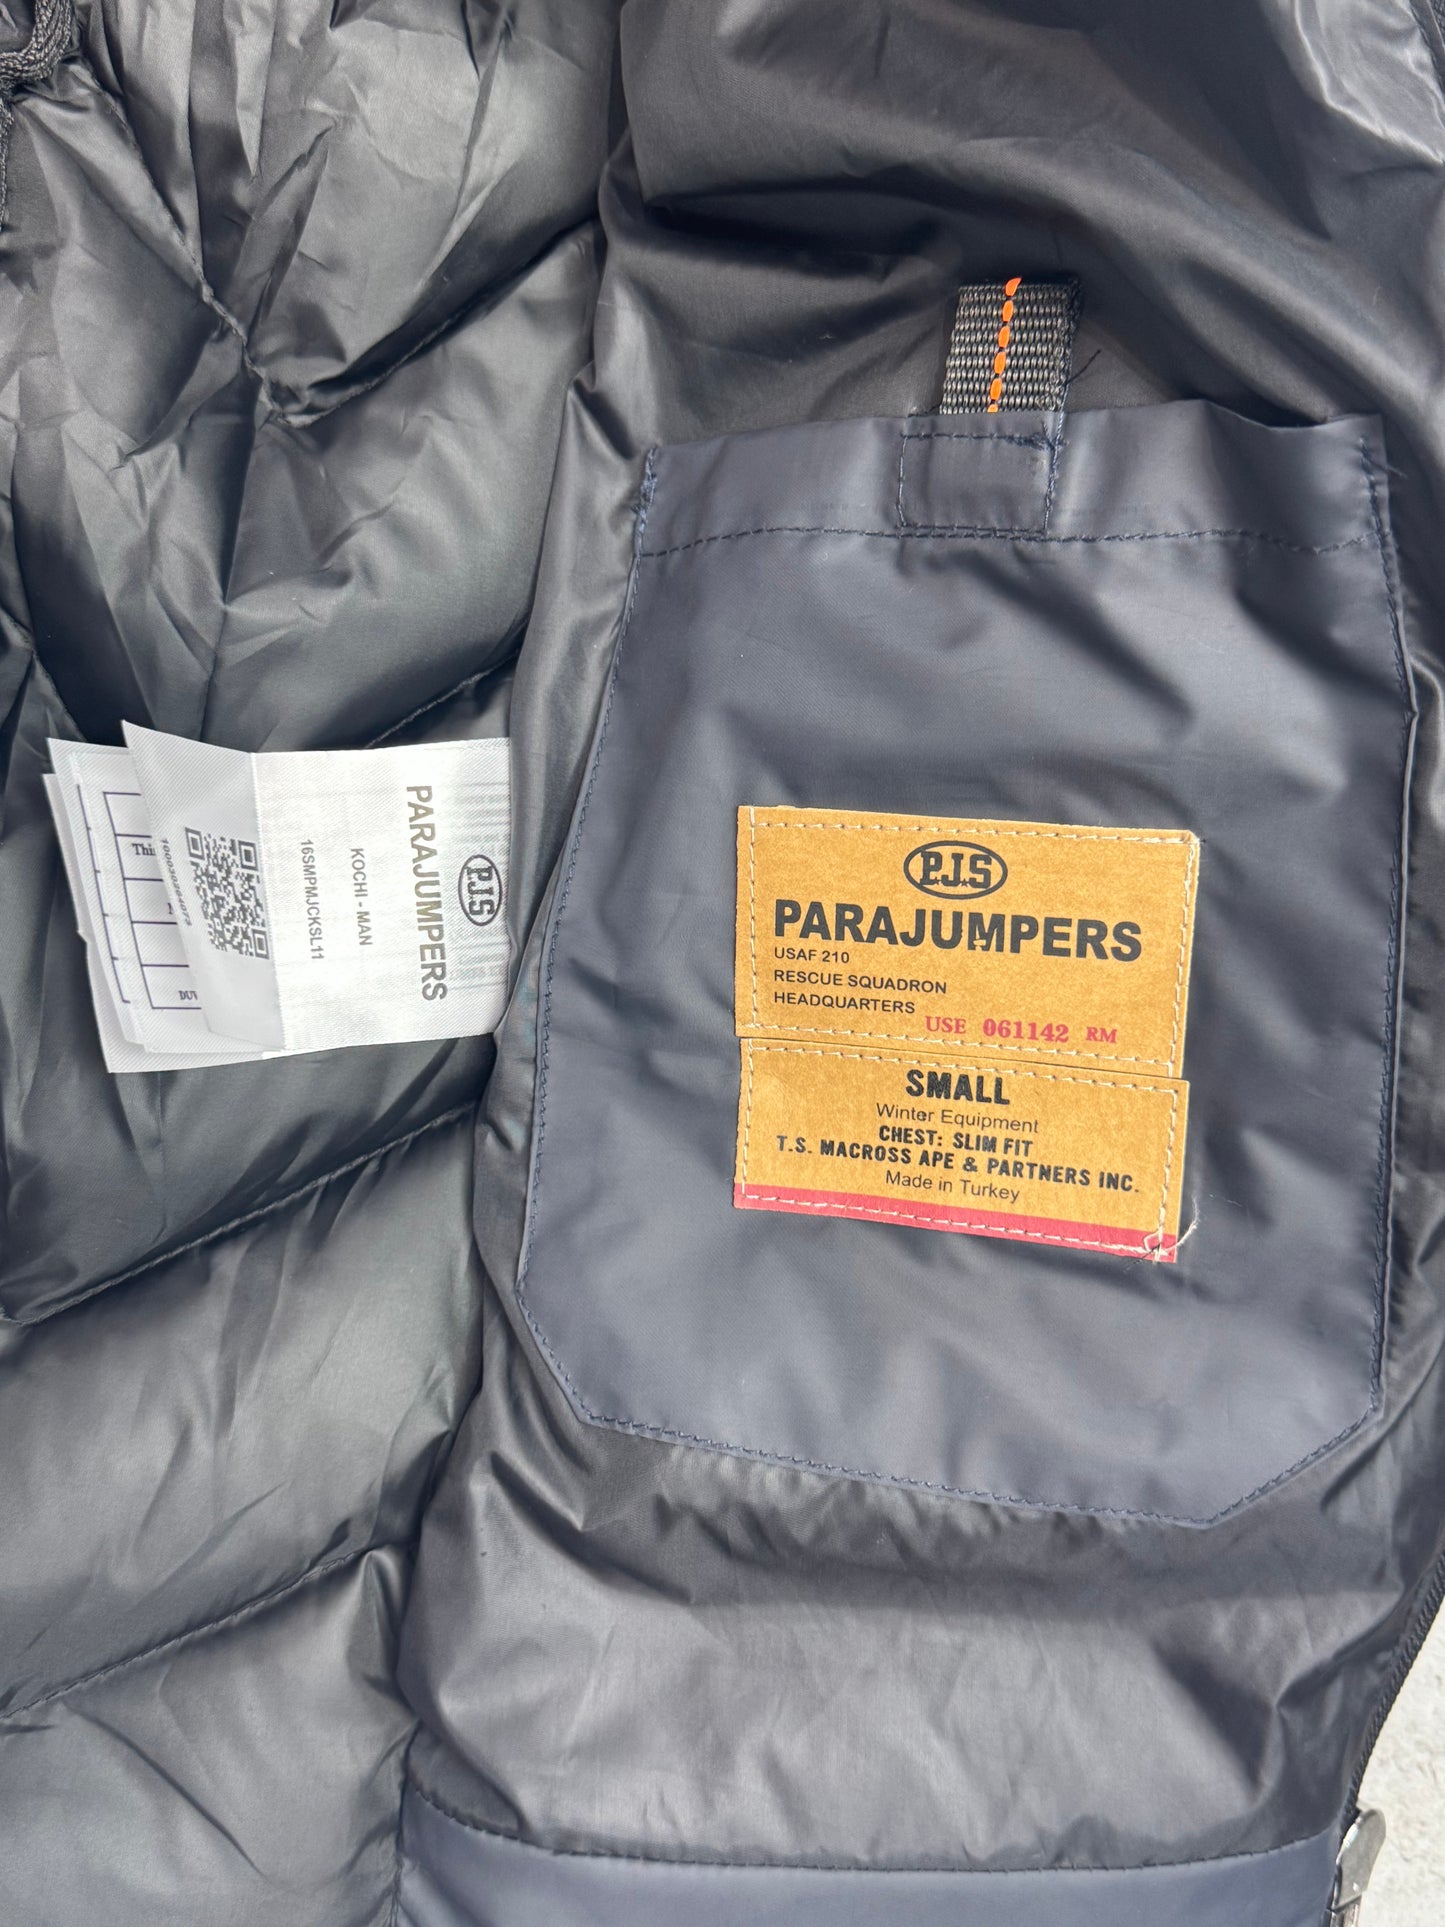 P.J.S
PARAJUMPERS
KOCHI - MAN
16SMPMJCKSL11
Thi
P.J.S
PARAJUMPERS
USAF 210
RESCUE SQUADRON
HEADQUARTERS
USE 061142 RM
SMALL
Winter Equipment
CHEST: SLIM FIT
T.S. MACROSS APE & PARTNERS INC.
Made in Turkey